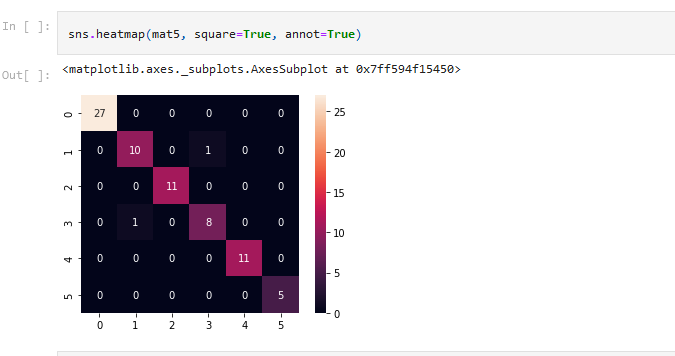 In [ ]: sns.heatmap(mat5, square=True, annot=True)
Out[ ]: <matplotlib.axes._subplots.AxesSubplot at 0x7ff594f15450>
0 27 0 0 0 0 0
1 0 10 0 1 0 0
2 0 0 11 0 0 0
3 0 1 0 8 0 0
4 0 0 0 0 11 0
5 0 0 0 0 0 5
0 1 2 3 4 5
25
20
15
10
5
0